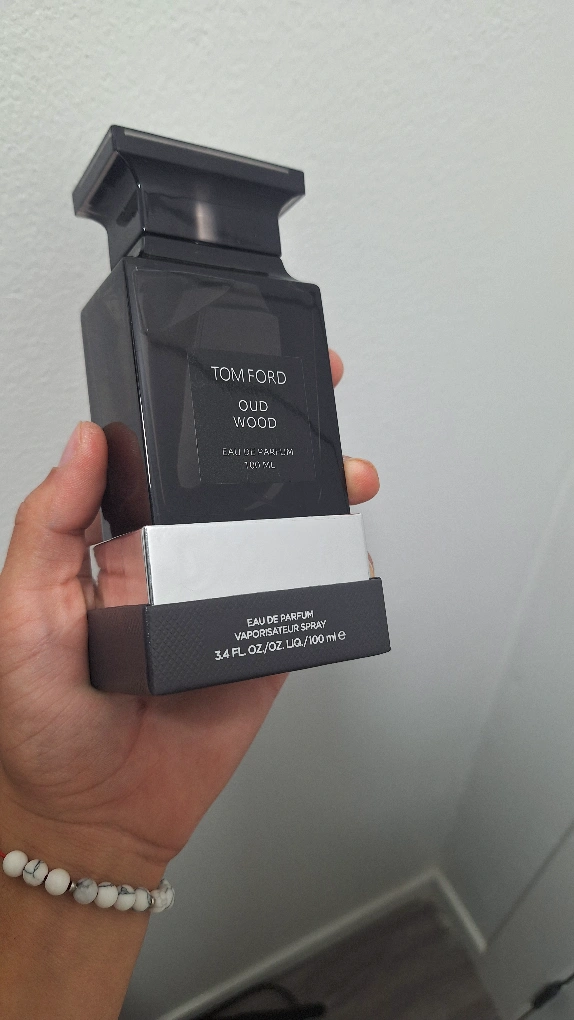 TOM FORD
OUD
WOOD
EAU DE PARFUM
100 ML
EAU DE PARFUM
VAPORISATEUR SPRAY
3.4 FL. OZ./OZ. LIQ./100 ml ℮